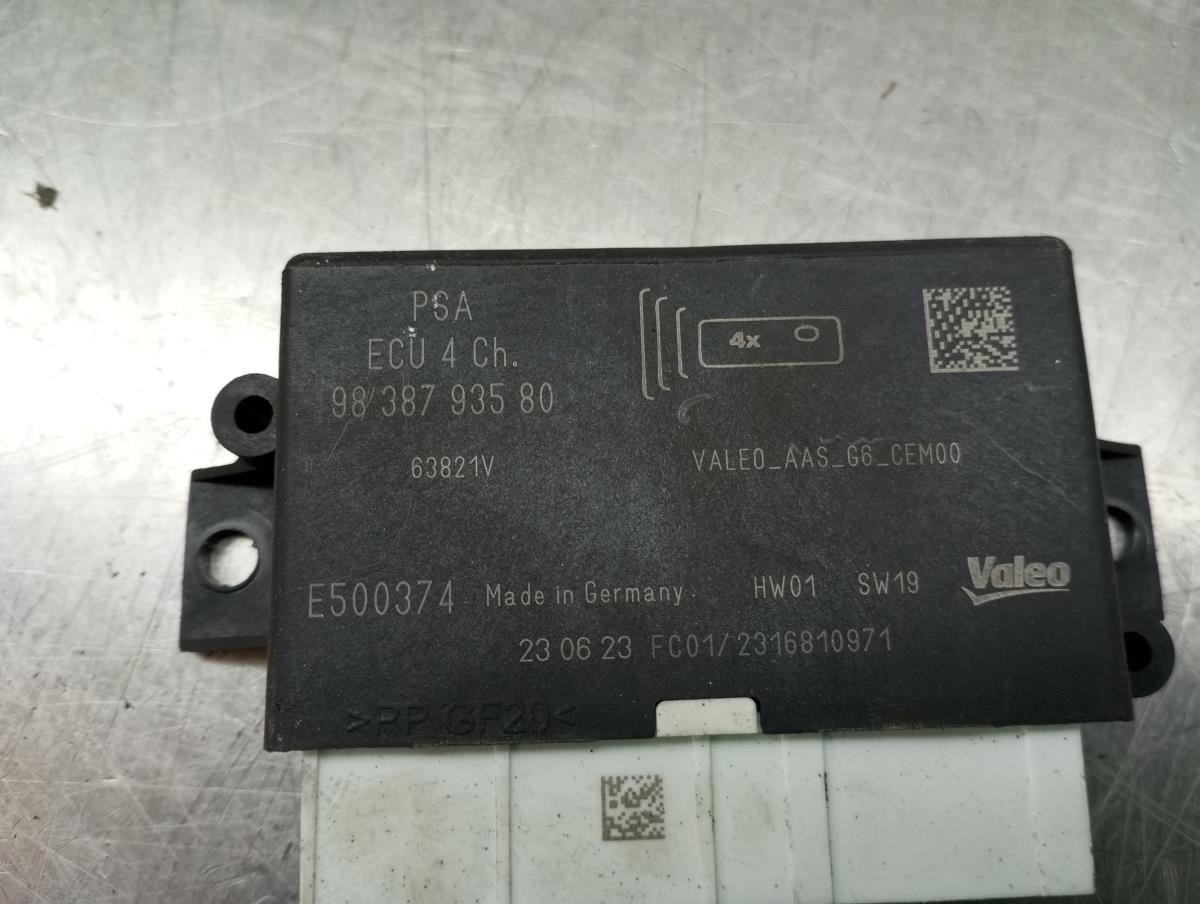 PSA
ECU 4 Ch.
98 387 935 80
4x
63821V
VALEO_AAS_G6_CEM00
E500374 Made in Germany HW01 SW19 Valeo
23 06 23 FC01/2316810971
>PP GF20<